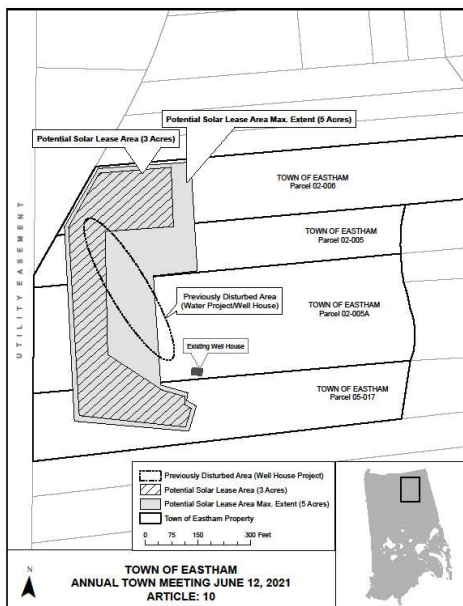 Potential Solar Lease Area Max. Extent (5 Acres)
Potential Solar Lease Area (3 Acres)
TOWN OF EASTHAM
Parcel 02-006
TOWN OF EASTHAM
Parcel 02-005
UTILITY EASEMENT
Previously Disturbed Area
(Water Project/Well House)
TOWN OF EASTHAM
Parcel 02-005A
Existing Well House
TOWN OF EASTHAM
Parcel 05-017
Previously Disturbed Area (Well House Project)
Potential Solar Lease Area (3 Acres)
Potential Solar Lease Area Max. Extent (5 Acres)
Town of Eastham Property
0 75 150 300 Feet
N
TOWN OF EASTHAM
ANNUAL TOWN MEETING JUNE 12, 2021
ARTICLE: 10